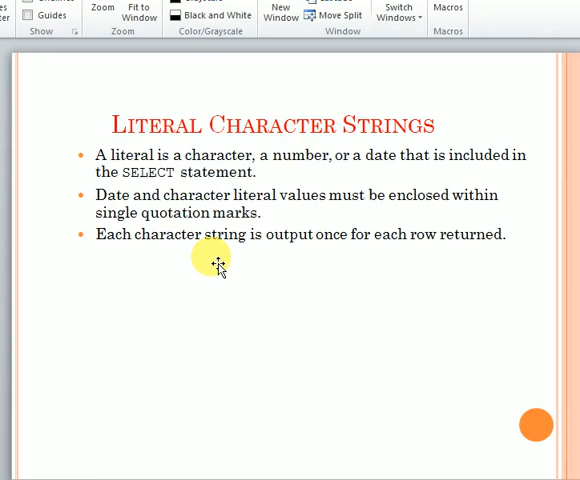 Zoom
Fit to
Window
Guides
Black and White
New
Window
Move Split
Switch
Windows
Macros
Show
Zoom
Color/Grayscale
Window
Macros
LITERAL CHARACTER STRINGS
• A literal is a character, a number, or a date that is included in
the SELECT statement.
• Date and character literal values must be enclosed within
single quotation marks.
• Each character string is output once for each row returned.